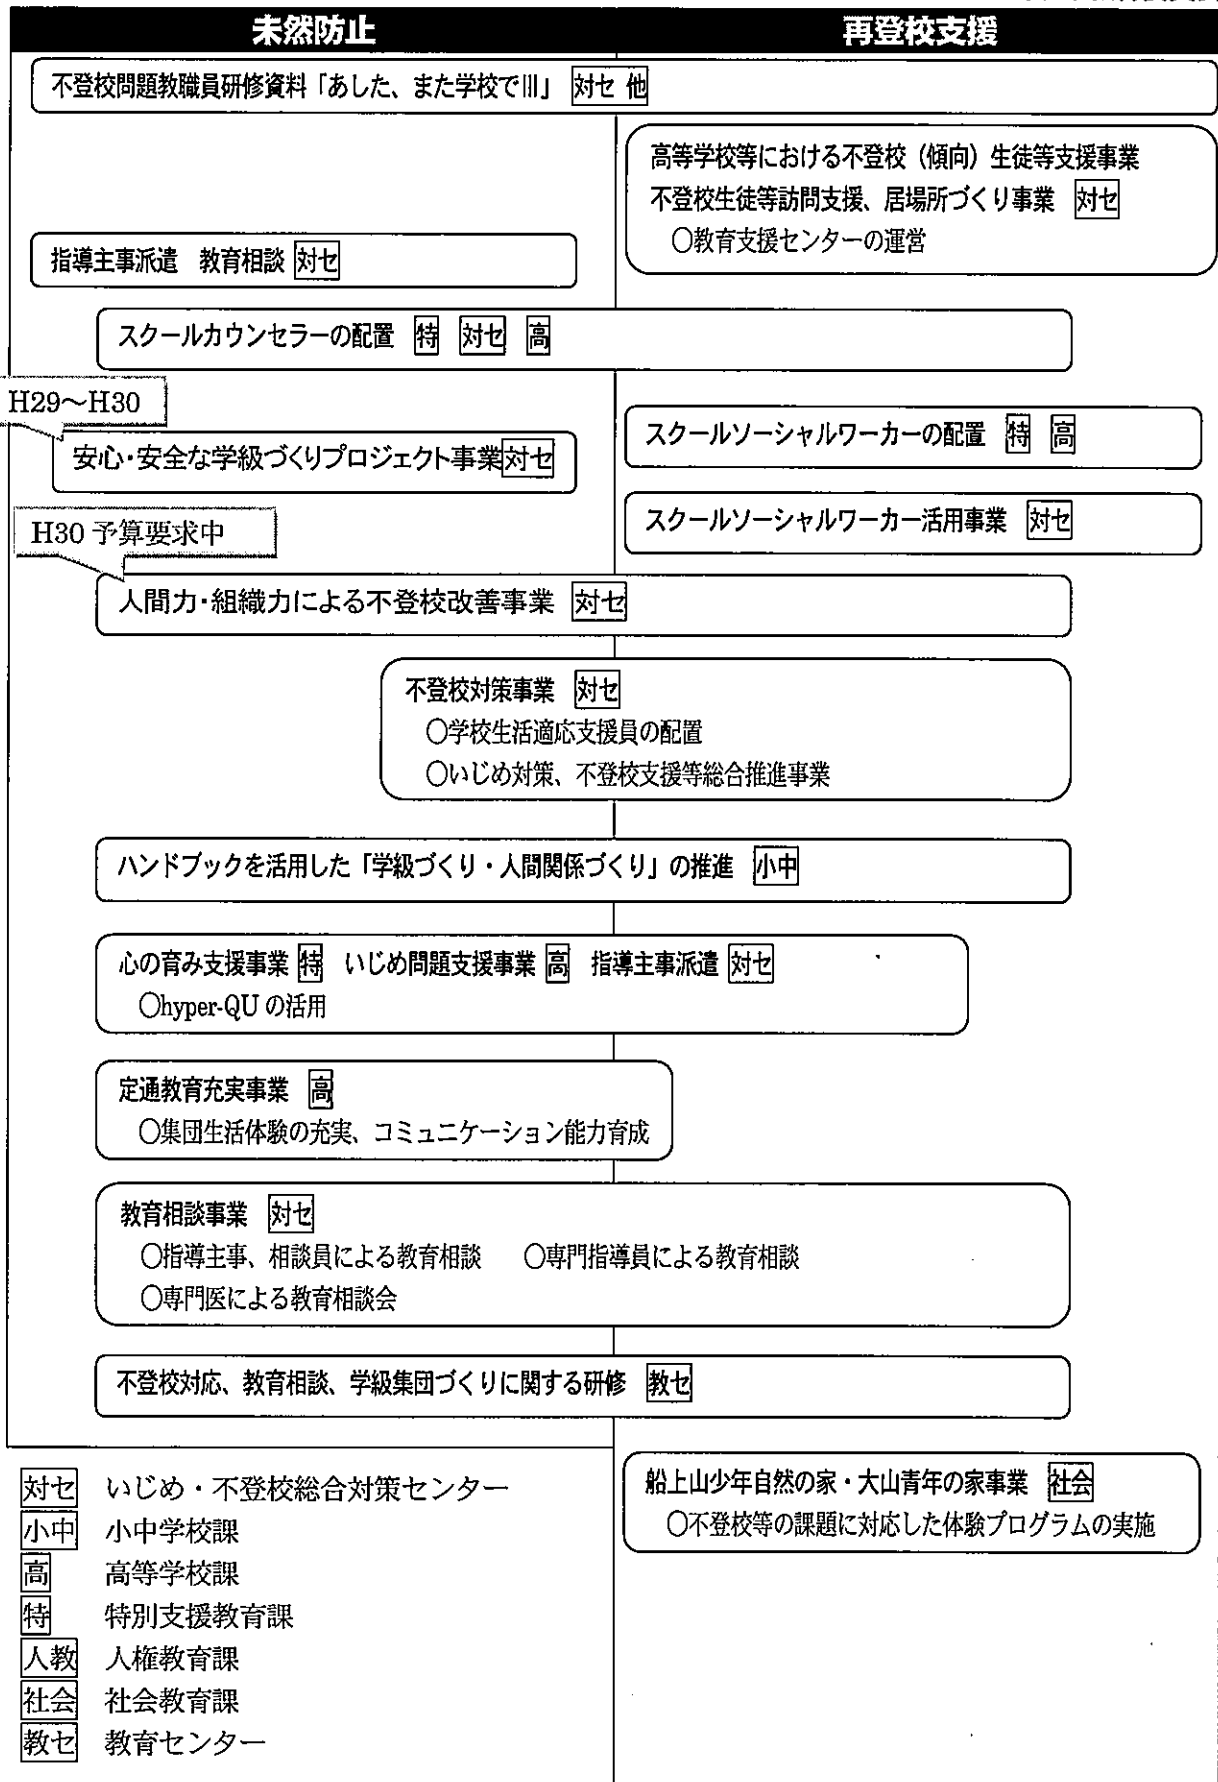 未然防止
再登校支援
不登校問題教職員研修資料「あした、また学校でⅢ」 対セ 他
高等学校等における不登校（傾向）生徒等支援事業
不登校生徒等訪問支援、居場所づくり事業 対セ
○教育支援センターの運営
指導主事派遣 教育相談 対セ
スクールカウンセラーの配置 特 対セ 高
H29～H30
安心・安全な学級づくりプロジェクト事業 対セ
スクールソーシャルワーカーの配置 特 高
スクールソーシャルワーカー活用事業 対セ
H30 予算要求中
人間力・組織力による不登校改善事業 対セ
不登校対策事業 対セ
○学校生活適応支援員の配置
○いじめ対策、不登校支援等総合推進事業
ハンドブックを活用した「学級づくり・人間関係づくり」の推進 小中
心の育み支援事業 特 いじめ問題支援事業 高 指導主事派遣 対セ
○hyper-QU の活用
定通教育充実事業 高
○集団生活体験の充実、コミュニケーション能力育成
教育相談事業 対セ
○指導主事、相談員による教育相談 ○専門指導員による教育相談
○専門医による教育相談会
不登校対応、教育相談、学級集団づくりに関する研修 教セ
船上山少年自然の家・大山青年の家事業 社会
○不登校等の課題に対応した体験プログラムの実施
対セ いじめ・不登校総合対策センター
小中 小中学校課
高 高等学校課
特 特別支援教育課
人教 人権教育課
社会 社会教育課
教セ 教育センター